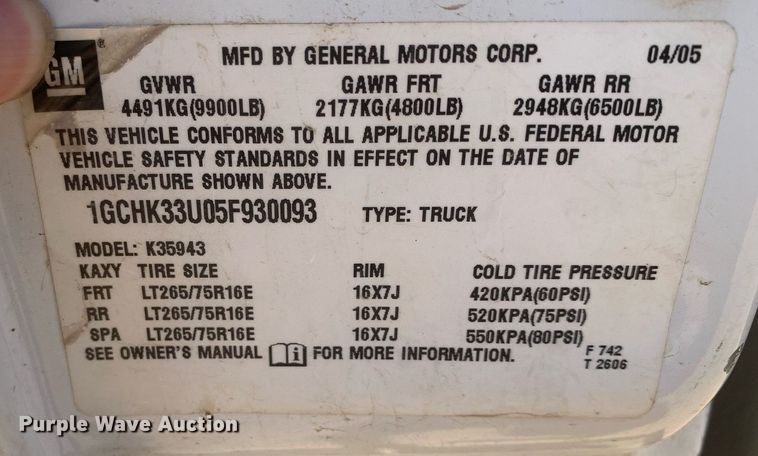 GM®
MFD BY GENERAL MOTORS CORP. 04/05
GVWR GAWR FRT GAWR RR
4491KG(9900LB) 2177KG(4800LB) 2948KG(6500LB)
THIS VEHICLE CONFORMS TO ALL APPLICABLE U.S. FEDERAL MOTOR
VEHICLE SAFETY STANDARDS IN EFFECT ON THE DATE OF
MANUFACTURE SHOWN ABOVE.
1GCHK33U05F930093 TYPE: TRUCK
MODEL: K35943
KAXY TIRE SIZE RIM COLD TIRE PRESSURE
FRT LT265/75R16E 16X7J 420KPA(60PSI)
RR LT265/75R16E 16X7J 520KPA(75PSI)
SPA LT265/75R16E 16X7J 550KPA(80PSI)
SEE OWNER'S MANUAL i FOR MORE INFORMATION. F 742
T 2606
Purple Wave Auction